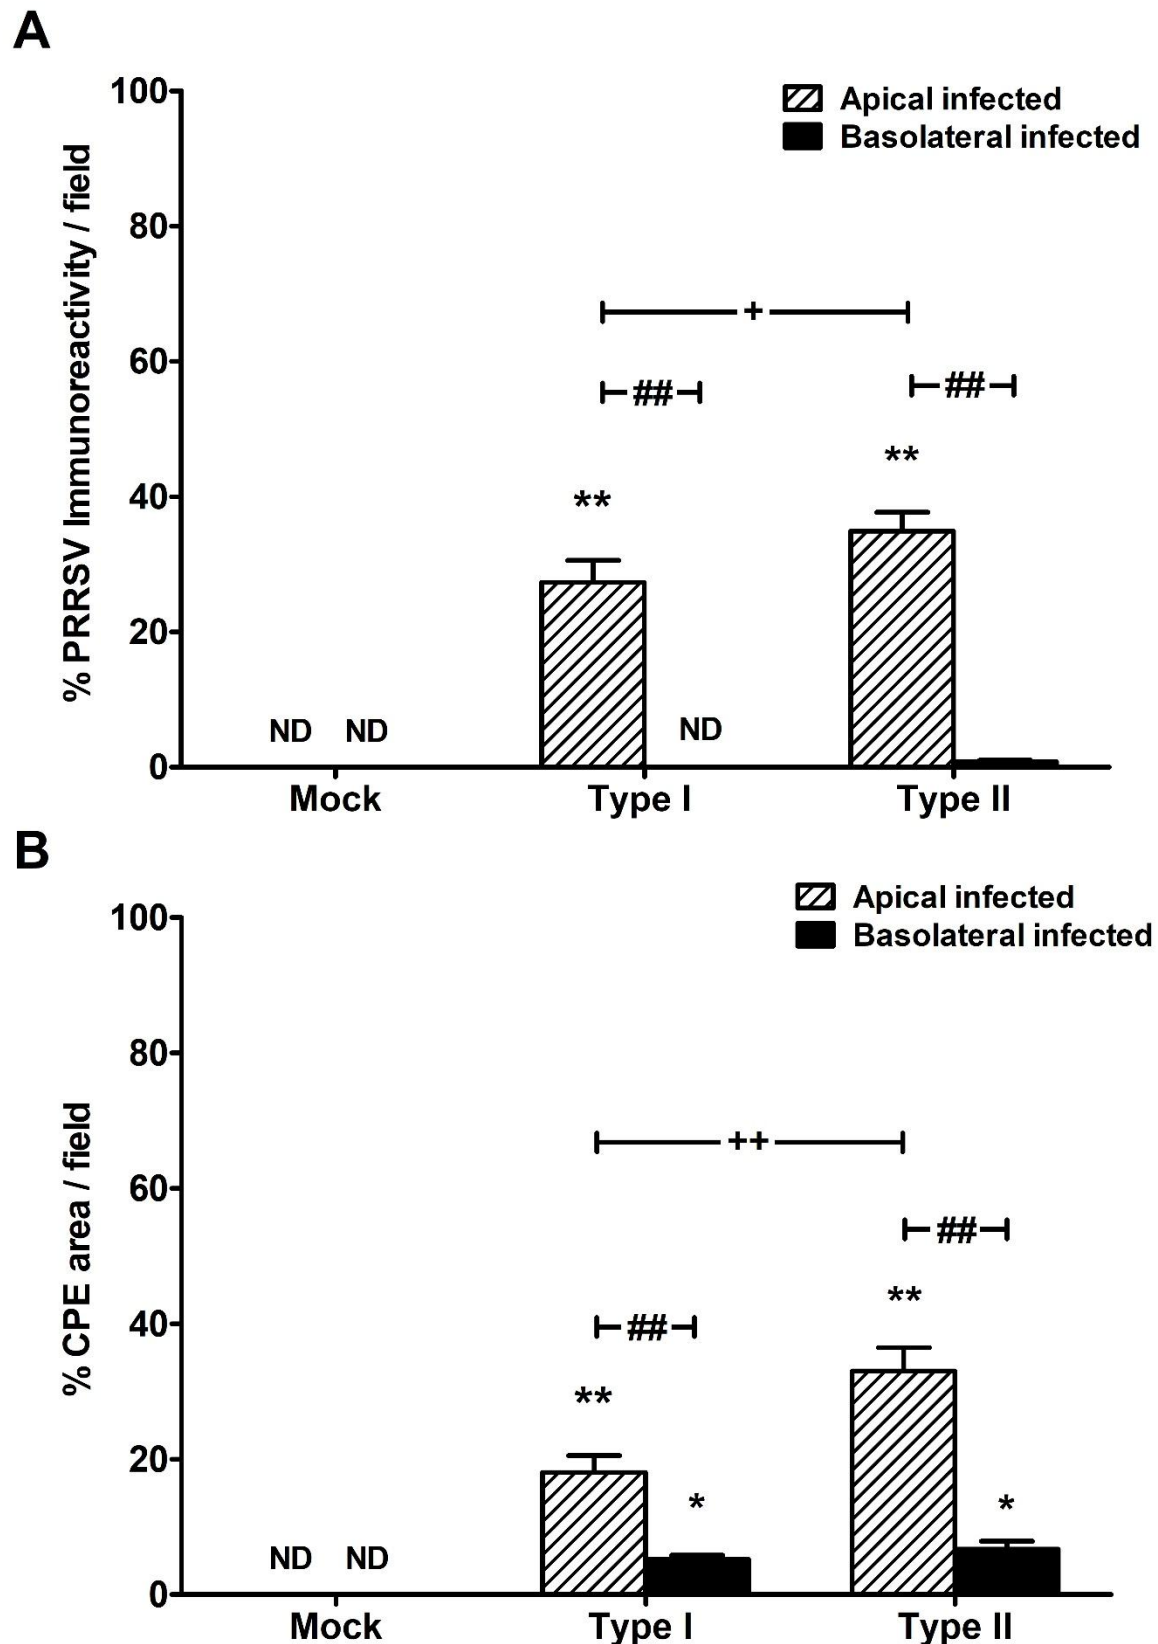 A
100
Apical infected
Basolateral infected
80
+
60
##
##
**
**
40
20
ND ND
ND
0
Mock Type I Type II
% PRRSV Immunoreactivity / field
B
100
Apical infected
Basolateral infected
80
++
60
##
**
40
##
**
20
*
*
ND ND
0
Mock Type I Type II
% CPE area / field